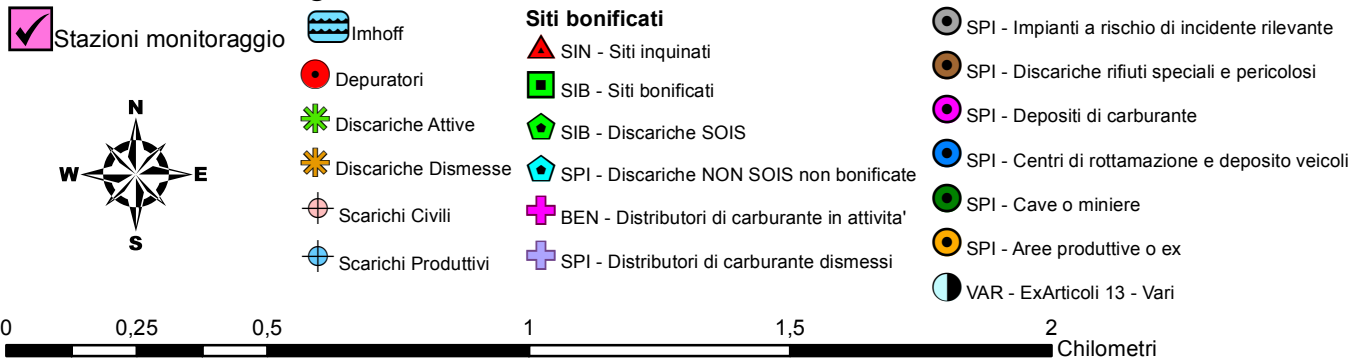 Stazioni monitoraggio
N
W
E
S
Imhoff
Depuratori
Discariche Attive
Discariche Dismesse
Scarichi Civili
Scarichi Produttivi
Siti bonificati
SIN - Siti inquinati
SIB - Siti bonificati
SIB - Discariche SOIS
SPI - Discariche NON SOIS non bonificate
BEN - Distributori di carburante in attivita'
SPI - Distributori di carburante dismessi
SPI - Impianti a rischio di incidente rilevante
SPI - Discariche rifiuti speciali e pericolosi
SPI - Depositi di carburante
SPI - Centri di rottamazione e deposito veicoli
SPI - Cave o miniere
SPI - Aree produttive o ex
VAR - ExArticoli 13 - Vari
0 0,25 0,5 1 1,5 2
Chilometri